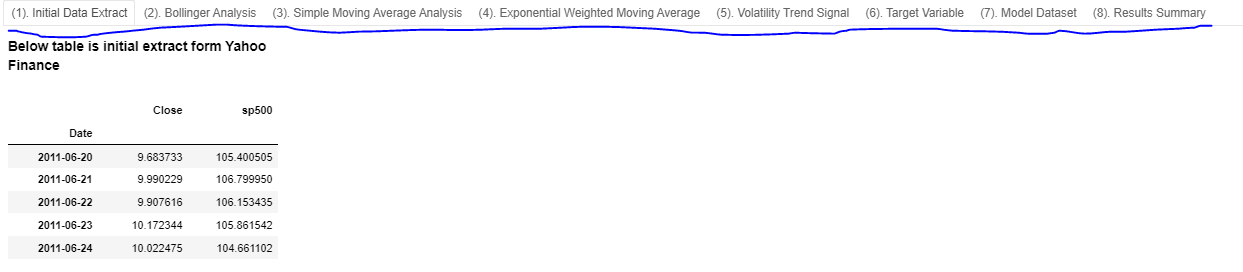 (1). Initial Data Extract (2). Bollinger Analysis (3). Simple Moving Average Analysis (4). Exponential Weighted Moving Average (5). Volatility Trend Signal (6). Target Variable (7). Model Dataset (8). Results Summary
Below table is initial extract form Yahoo
Finance
Close sp500
Date
2011-06-20 9.683733 105.400505
2011-06-21 9.990229 106.799950
2011-06-22 9.907616 106.153435
2011-06-23 10.172344 105.861542
2011-06-24 10.022475 104.661102